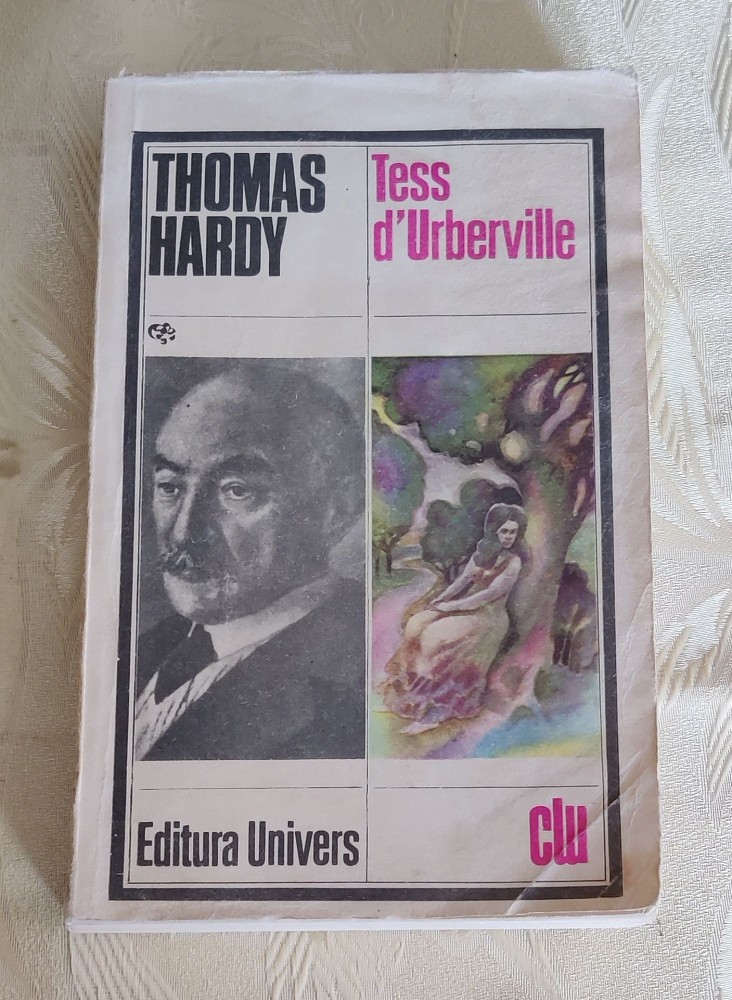 THOMAS
HARDY
Tess
d'Urberville
Editura Univers
clu